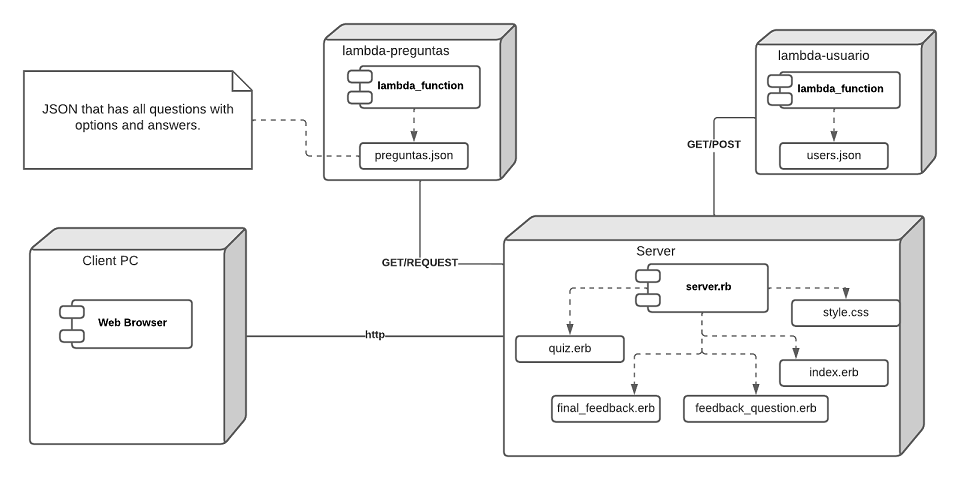 lambda-preguntas
lambda_function
preguntas.json
JSON that has all questions with
options and answers.
lambda-usuario
lambda_function
users.json
GET/POST
GET/REQUEST
Client PC
Web Browser
http
Server
server.rb
style.css
quiz.erb
index.erb
final_feedback.erb
feedback_question.erb